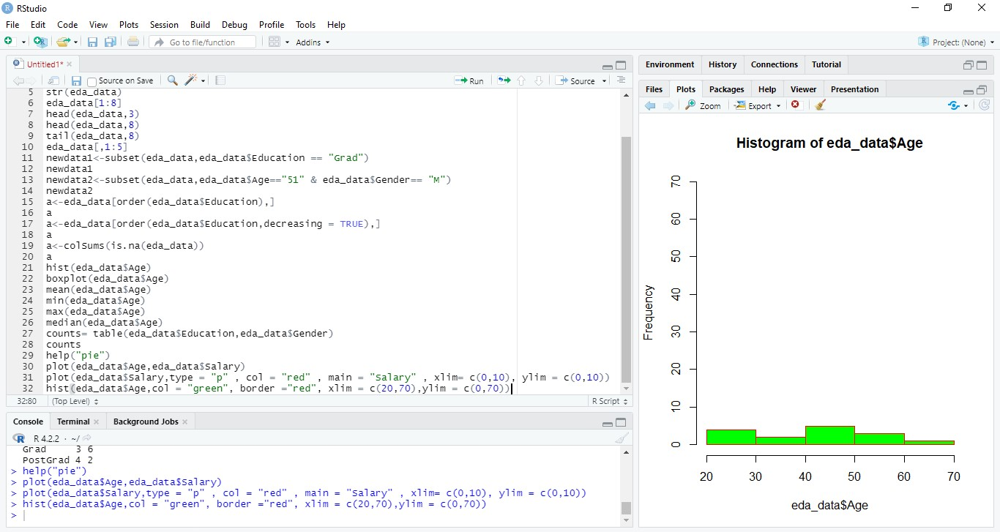 RStudio
File Edit Code View Plots Session Build Debug Profile Tools Help
Go to file/function Addins Project: (None)
Untitled1*
Source on Save Run Source
5 str(eda_data)
6 eda_data[1:8]
7 head(eda_data,3)
8 head(eda_data,8)
9 tail(eda_data,8)
10 eda_data[,1:5]
11 newdata1<-subset(eda_data,eda_data$Education == "Grad")
12 newdata1
13 newdata2<-subset(eda_data,eda_data$Age=="51" & eda_data$Gender== "M")
14 newdata2
15 a<-eda_data[order(eda_data$Education),]
16 a
17 a<-eda_data[order(eda_data$Education,decreasing = TRUE),]
18 a
19 a<-colSums(is.na(eda_data))
20 a
21 hist(eda_data$Age)
22 boxplot(eda_data$Age)
23 mean(eda_data$Age)
24 min(eda_data$Age)
25 max(eda_data$Age)
26 median(eda_data$Age)
27 counts= table(eda_data$Education,eda_data$Gender)
28 counts
29 help("pie")
30 plot(eda_data$Age,eda_data$Salary)
31 plot(eda_data$Salary,type = "p" , col = "red" , main = "Salary" , xlim= c(0,10), ylim = c(0,10))
32 hist(eda_data$Age,col = "green", border ="red", xlim = c(20,70),ylim = c(0,70))
32:80 (Top Level) R Script
Console Terminal Background Jobs
R R 4.2.2 · ~/
Grad 3 6
PostGrad 4 2
> help("pie")
> plot(eda_data$Age,eda_data$Salary)
> plot(eda_data$Salary,type = "p" , col = "red" , main = "Salary" , xlim= c(0,10), ylim = c(0,10))
> hist(eda_data$Age,col = "green", border ="red", xlim = c(20,70),ylim = c(0,70))
>
Environment History Connections Tutorial
Files Plots Packages Help Viewer Presentation
Zoom Export
Histogram of eda_data$Age
Frequency
70
60
50
40
30
20
10
0
20 30 40 50 60 70
eda_data$Age